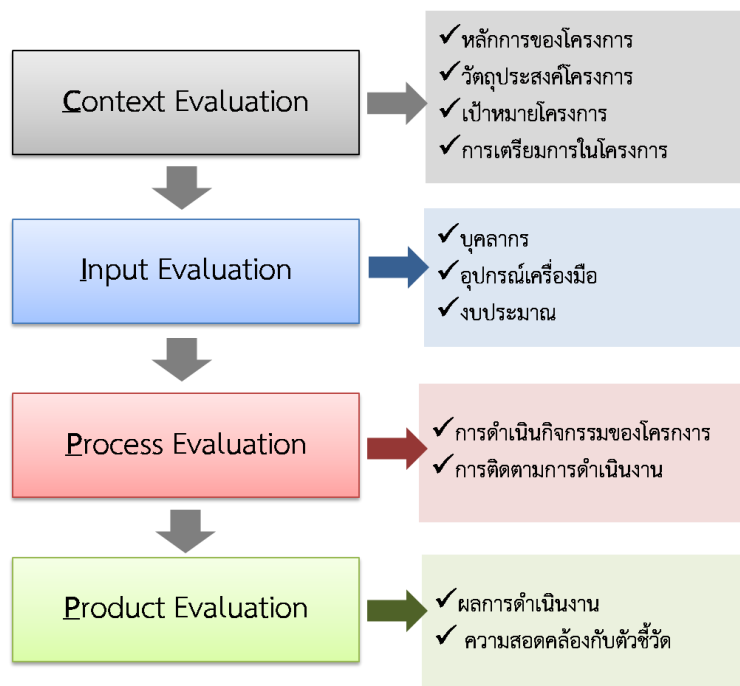 Context Evaluation
✓หลักการของโครงการ
✓วัตถุประสงค์โครงการ
✓เป้าหมายโครงการ
✓การเตรียมการในโครงการ
Input Evaluation
✓บุคลากร
✓อุปกรณ์เครื่องมือ
✓งบประมาณ
Process Evaluation
✓การดำเนินกิจกรรมของโครกงาร
✓การติดตามการดำเนินงาน
Product Evaluation
✓ผลการดำเนินงาน
✓ ความสอดคล้องกับตัวชี้วัด